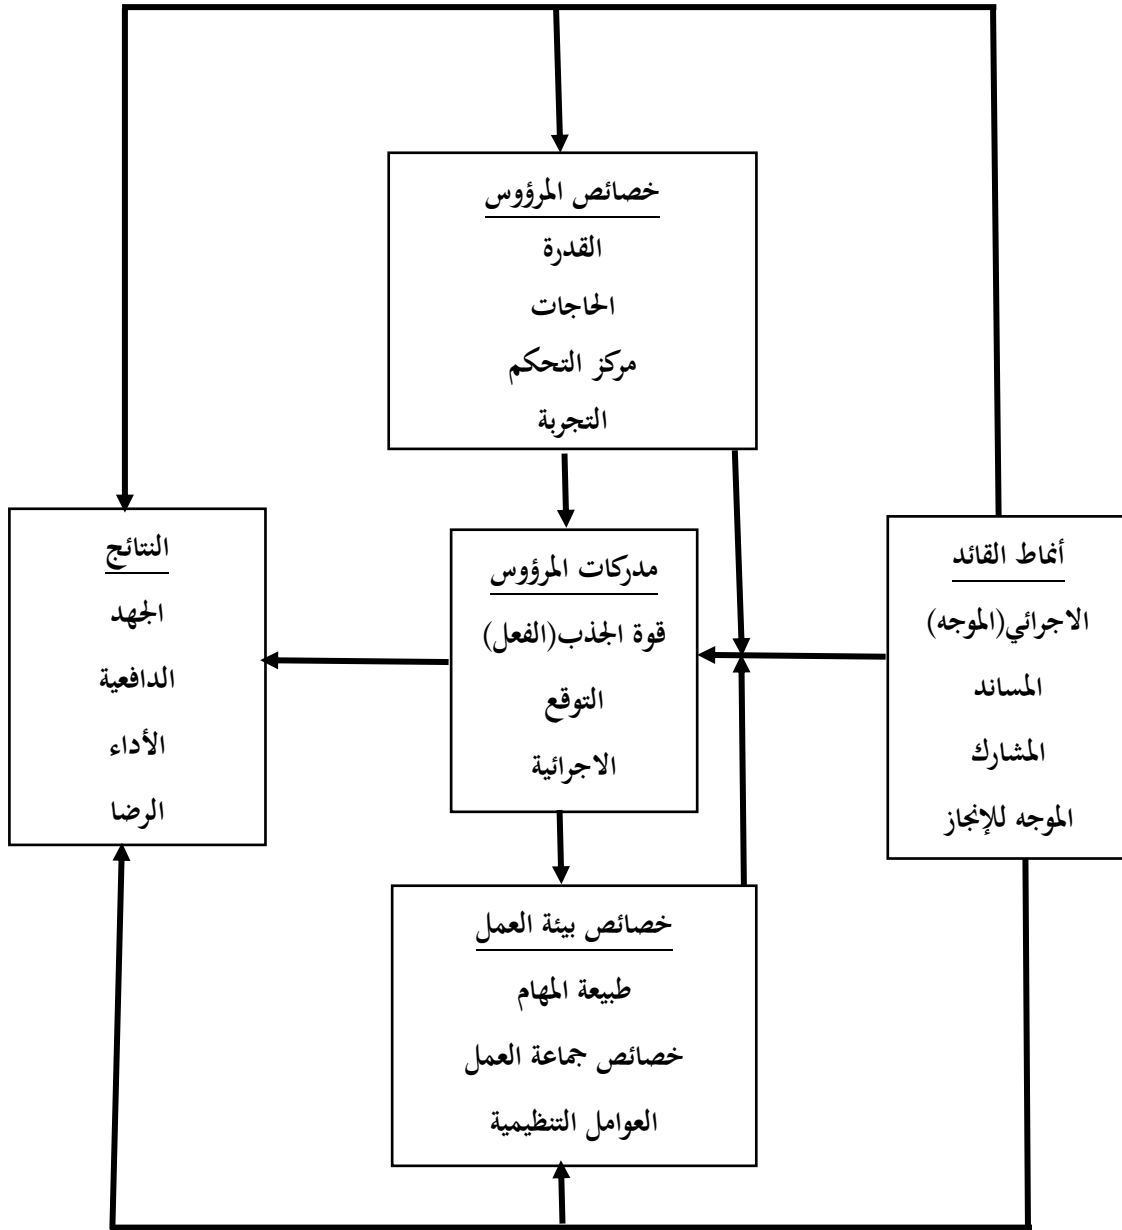 خصائص المرؤوس
القدرة
الحاجات
مركز التحكم
التجربة
أنماط القائد
الاجرائي(الموجه)
المساند
المشارك
الموجه للإنجاز
مدركات المرؤوس
قوة الجذب(الفعل)
التوقع
الاجرائية
النتائج
الجهد
الدافعية
الأداء
الرضا
خصائص بيئة العمل
طبيعة المهام
خصائص جماعة العمل
العوامل التنظيمية